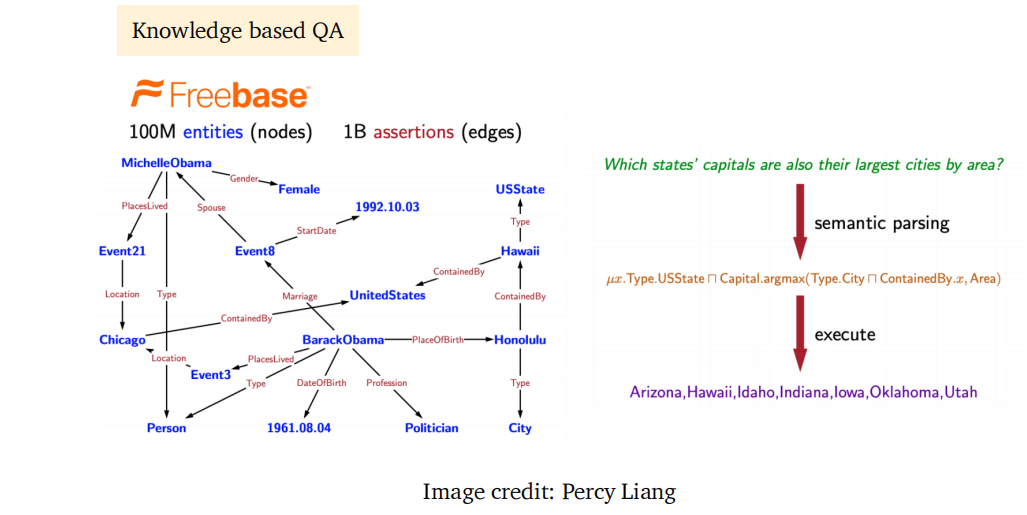 Knowledge based QA
Freebase
100M entities (nodes) 1B assertions (edges)
MichelleObama
Gender
Female
USState
PlacesLived
Spouse
1992.10.03
Type
StartDate
Event21
Event8
Hawaii
ContainedBy
Location
Type
Marriage
UnitedStates
ContainedBy
ContainedBy
Chicago
BarackObama
PlaceOfBirth
Honolulu
Location
PlacesLived
Event3
Type
DateOfBirth
Profession
Type
Person
1961.08.04
Politician
City
Which states' capitals are also their largest cities by area?
semantic parsing
μx.Type.USState ⊓ Capital.argmax(Type.City ⊓ ContainedBy.x, Area)
execute
Arizona,Hawaii,Idaho,Indiana,Iowa,Oklahoma,Utah
Image credit: Percy Liang